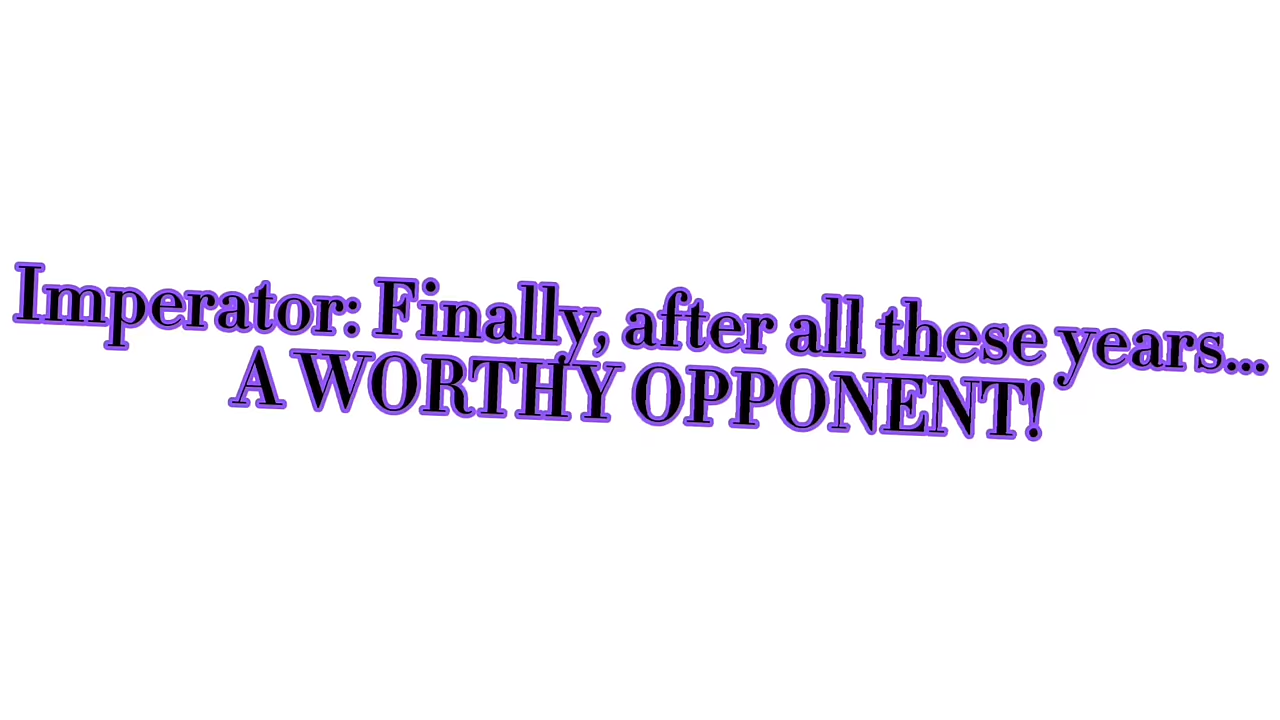 Imperator: Finally, after all these years...
A WORTHY OPPONENT!